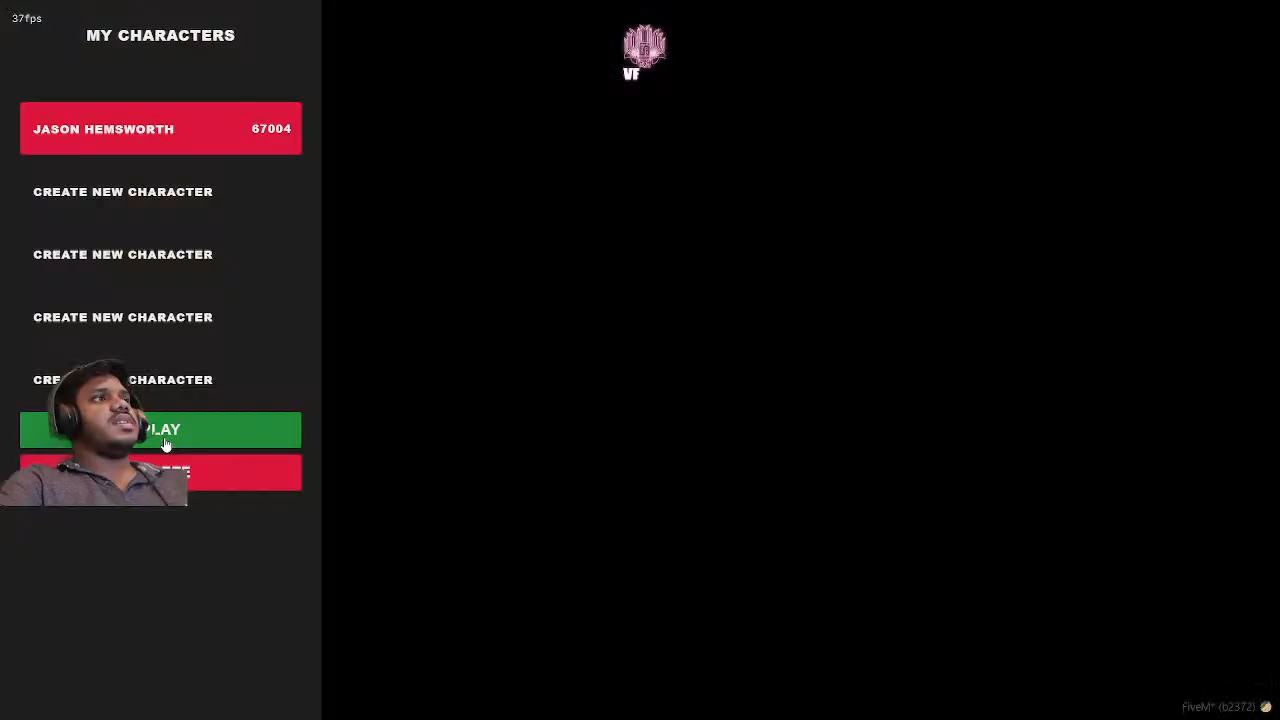 37fps
MY CHARACTERS
JASON HEMSWORTH 67004
CREATE NEW CHARACTER
CREATE NEW CHARACTER
CREATE NEW CHARACTER
CHARACTER
PLAY
VF
fiveM* (b2372)